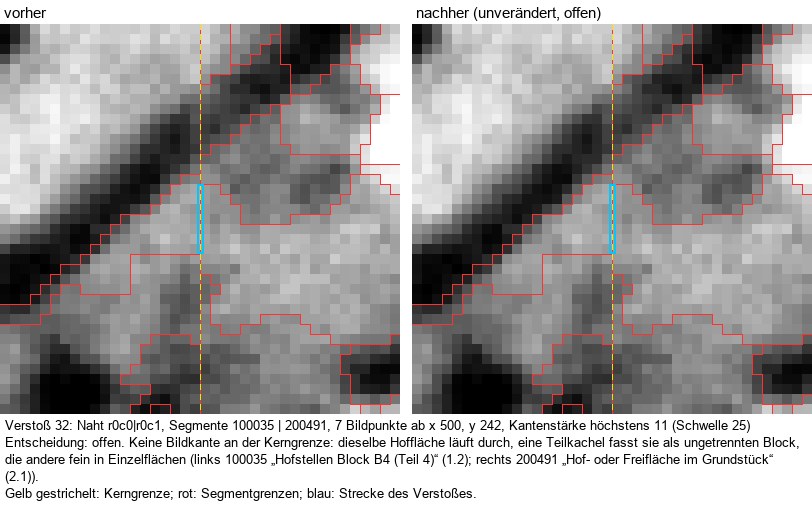 vorher
nachher (unverändert, offen)
Verstoß 32: Naht r0c0|r0c1, Segmente 100035 | 200491, 7 Bildpunkte ab x 500, y 242, Kantenstärke höchstens 11 (Schwelle 25)
Entscheidung: offen. Keine Bildkante an der Kerngrenze: dieselbe Hoffläche läuft durch, eine Teilkachel fasst sie als ungetrennten Block,
die andere fein in Einzelflächen (links 100035 „Hofstellen Block B4 (Teil 4)“ (1.2); rechts 200491 „Hof- oder Freifläche im Grundstück“
(2.1)).
Gelb gestrichelt: Kerngrenze; rot: Segmentgrenzen; blau: Strecke des Verstoßes.